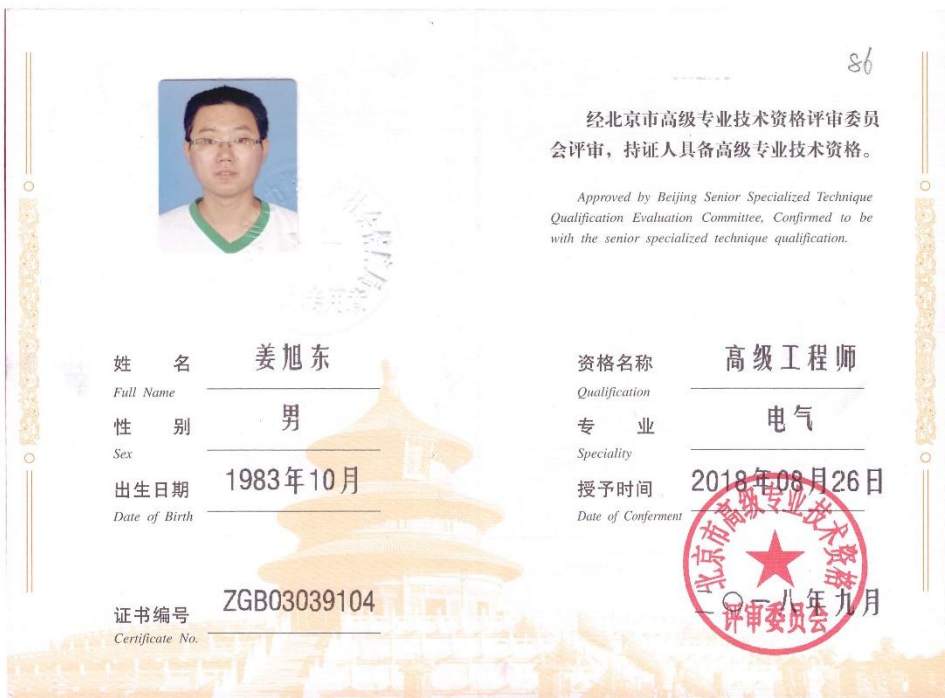 86
经北京市高级专业技术资格评审委员
会评审，持证人具备高级专业技术资格。
Approved by Beijing Senior Specialized Technique
Qualification Evaluation Committee, Confirmed to be
with the senior specialized technique qualification.
姓 名 姜旭东
Full Name
性 别 男
Sex
出生日期 1983年10月
Date of Birth
证书编号 ZGB03039104
Certificate No.
资格名称 高级工程师
Qualification
专 业 电气
Speciality
授予时间 2018年08月26日
Date of Conferment
北京市高级专业技术资格
评审委员会
二〇一八年九月